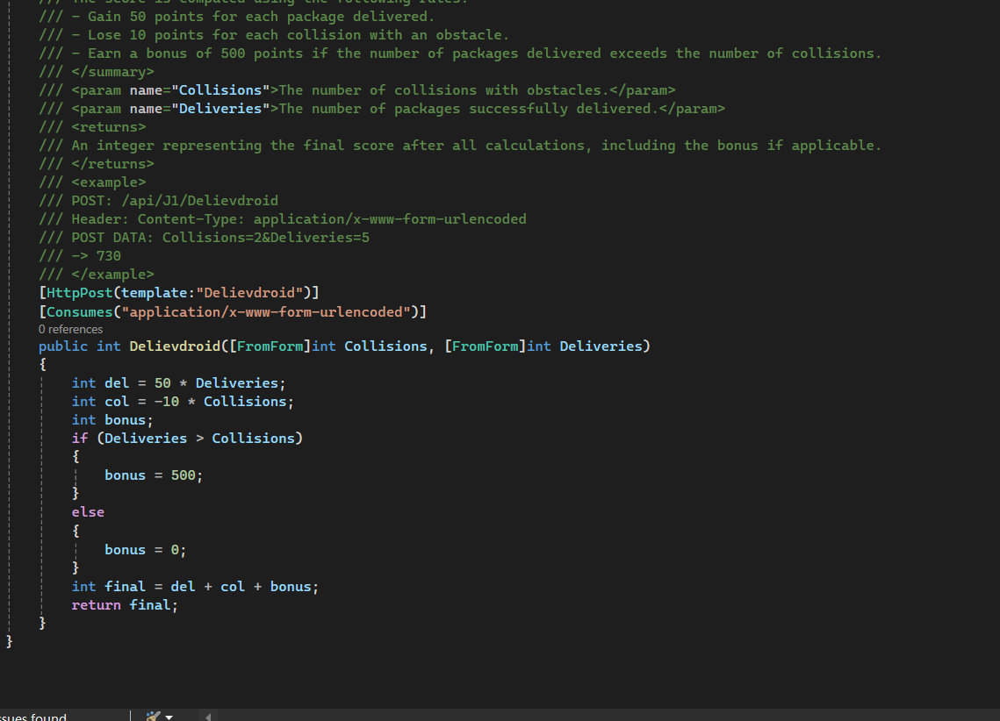 /// The score is computed using the following rules:
/// - Gain 50 points for each package delivered.
/// - Lose 10 points for each collision with an obstacle.
/// - Earn a bonus of 500 points if the number of packages delivered exceeds the number of collisions.
/// </summary>
/// <param name="Collisions">The number of collisions with obstacles.</param>
/// <param name="Deliveries">The number of packages successfully delivered.</param>
/// <returns>
/// An integer representing the final score after all calculations, including the bonus if applicable.
/// </returns>
/// <example>
/// POST: /api/J1/Delievdroid
/// Header: Content-Type: application/x-www-form-urlencoded
/// POST DATA: Collisions=2&Deliveries=5
/// -> 730
/// </example>
[HttpPost(template:"Delievdroid")]
[Consumes("application/x-www-form-urlencoded")]
0 references
public int Delievdroid([FromForm]int Collisions, [FromForm]int Deliveries)
{
int del = 50 * Deliveries;
int col = -10 * Collisions;
int bonus;
if (Deliveries > Collisions)
{
bonus = 500;
}
else
{
bonus = 0;
}
int final = del + col + bonus;
return final;
}
}
ssues found